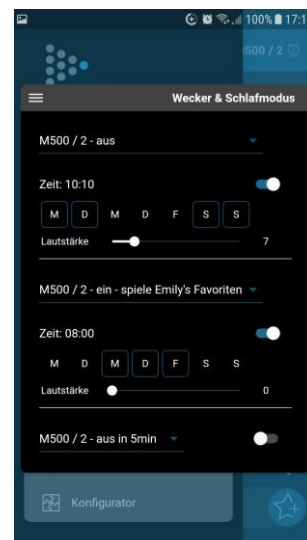 100% 17:1
M500 / 2
Wecker & Schlafmodus
M500 / 2 - aus
Zeit: 10:10
M D M D F S S
Lautstärke 7
M500 / 2 - ein - spiele Emily's Favoriten
Zeit: 08:00
M D M D F S S
Lautstärke 0
M500 / 2 - aus in 5min
Konfigurator